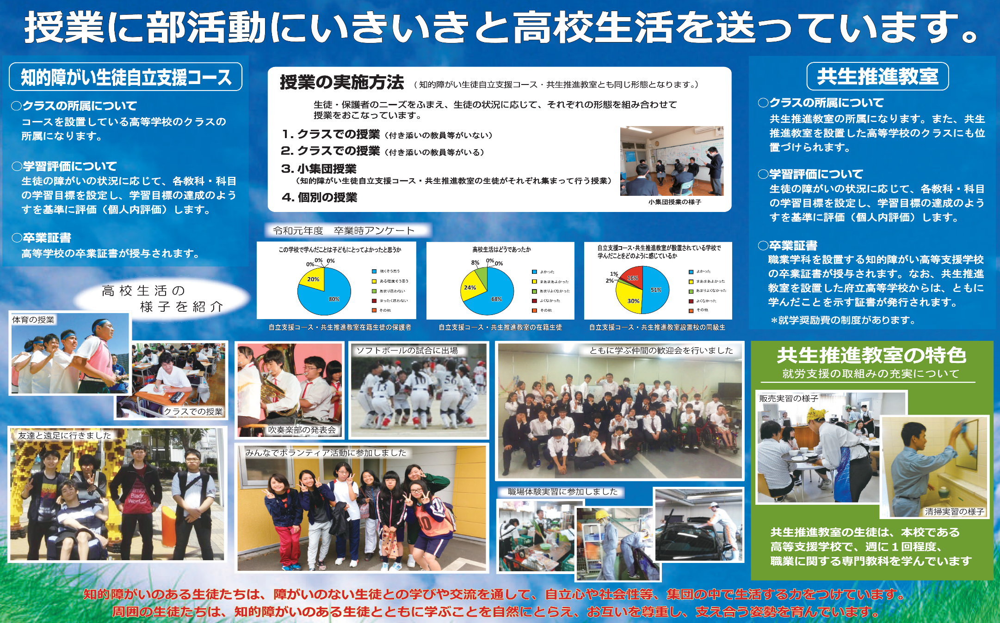 授業に部活動にいきいきと高校生活を送っています。
知的障がい生徒自立支援コース
○クラスの所属について
コースを設置している高等学校のクラスの
所属になります。
○学習評価について
生徒の障がいの状況に応じて、各教科・科目
の学習目標を設定し、学習目標の達成のよう
すを基準に評価（個人内評価）します。
○卒業証書
高等学校の卒業証書が授与されます。
授業の実施方法 （知的障がい生徒自立支援コース・共生推進教室とも同じ形態となります。）
生徒・保護者のニーズをふまえ、生徒の状況に応じて、それぞれの形態を組み合わせて
授業をおこなっています。
1. クラスでの授業（付き添いの教員等がいない）
2. クラスでの授業（付き添いの教員等がいる）
3. 小集団授業
（知的障がい生徒自立支援コース・共生推進教室の生徒がそれぞれ集まって行う授業）
4. 個別の授業
小集団授業の様子
令和元年度　卒業時アンケート
この学校で学んだことは子どもにとってよかったと思うか
0% 0% 0%
20%
80%
強くそう思う
ある程度そう思う
あまり思わない
まったく思わない
その他
自立支援コース・共生推進教室在籍生徒の保護者
高校生活はどうであったか
8% 0% 0%
24%
68%
よかった
まあまあよかった
あまりよくなかった
よくなかった
その他
自立支援コース・共生推進教室の在籍生徒
自立支援コース・共生推進教室が設置されている学校で
学んだことをどのように感じているか
1%
2%
16%
51%
30%
よかった
まあまあよかった
あまりよくなかった
よくなかった
その他
自立支援コース・共生推進教室設置校の同級生
共生推進教室
○クラスの所属について
共生推進教室の所属になります。また、共生
推進教室を設置した高等学校のクラスにも位
置づけられます。
○学習評価について
生徒の障がいの状況に応じて、各教科・科目
の学習目標を設定し、学習目標の達成のよう
すを基準に評価（個人内評価）します。
○卒業証書
職業学科を設置する知的障がい高等支援学校
の卒業証書が授与されます。なお、共生推進
教室を設置した府立高等学校からは、ともに
学んだことを示す証書が発行されます。
＊就学奨励費の制度があります。
高校生活の
様子を紹介
体育の授業
クラスでの授業
友達と遠足に行きました
吹奏楽部の発表会
ソフトボールの試合に出場
13
10
56
みんなでボランティア活動に参加しました
ともに学ぶ仲間の歓迎会を行いました
職場体験実習に参加しました
共生推進教室の特色
就労支援の取組みの充実について
販売実習の様子
清掃実習の様子
共生推進教室の生徒は、本校である
高等支援学校で、週に１回程度、
職業に関する専門教科を学んでいます
知的障がいのある生徒たちは、障がいのない生徒との学びや交流を通して、自立心や社会性等、集団の中で生活する力をつけています。
周囲の生徒たちは、知的障がいのある生徒とともに学ぶことを自然にとらえ、お互いを尊重し、支え合う姿勢を育んでいます。